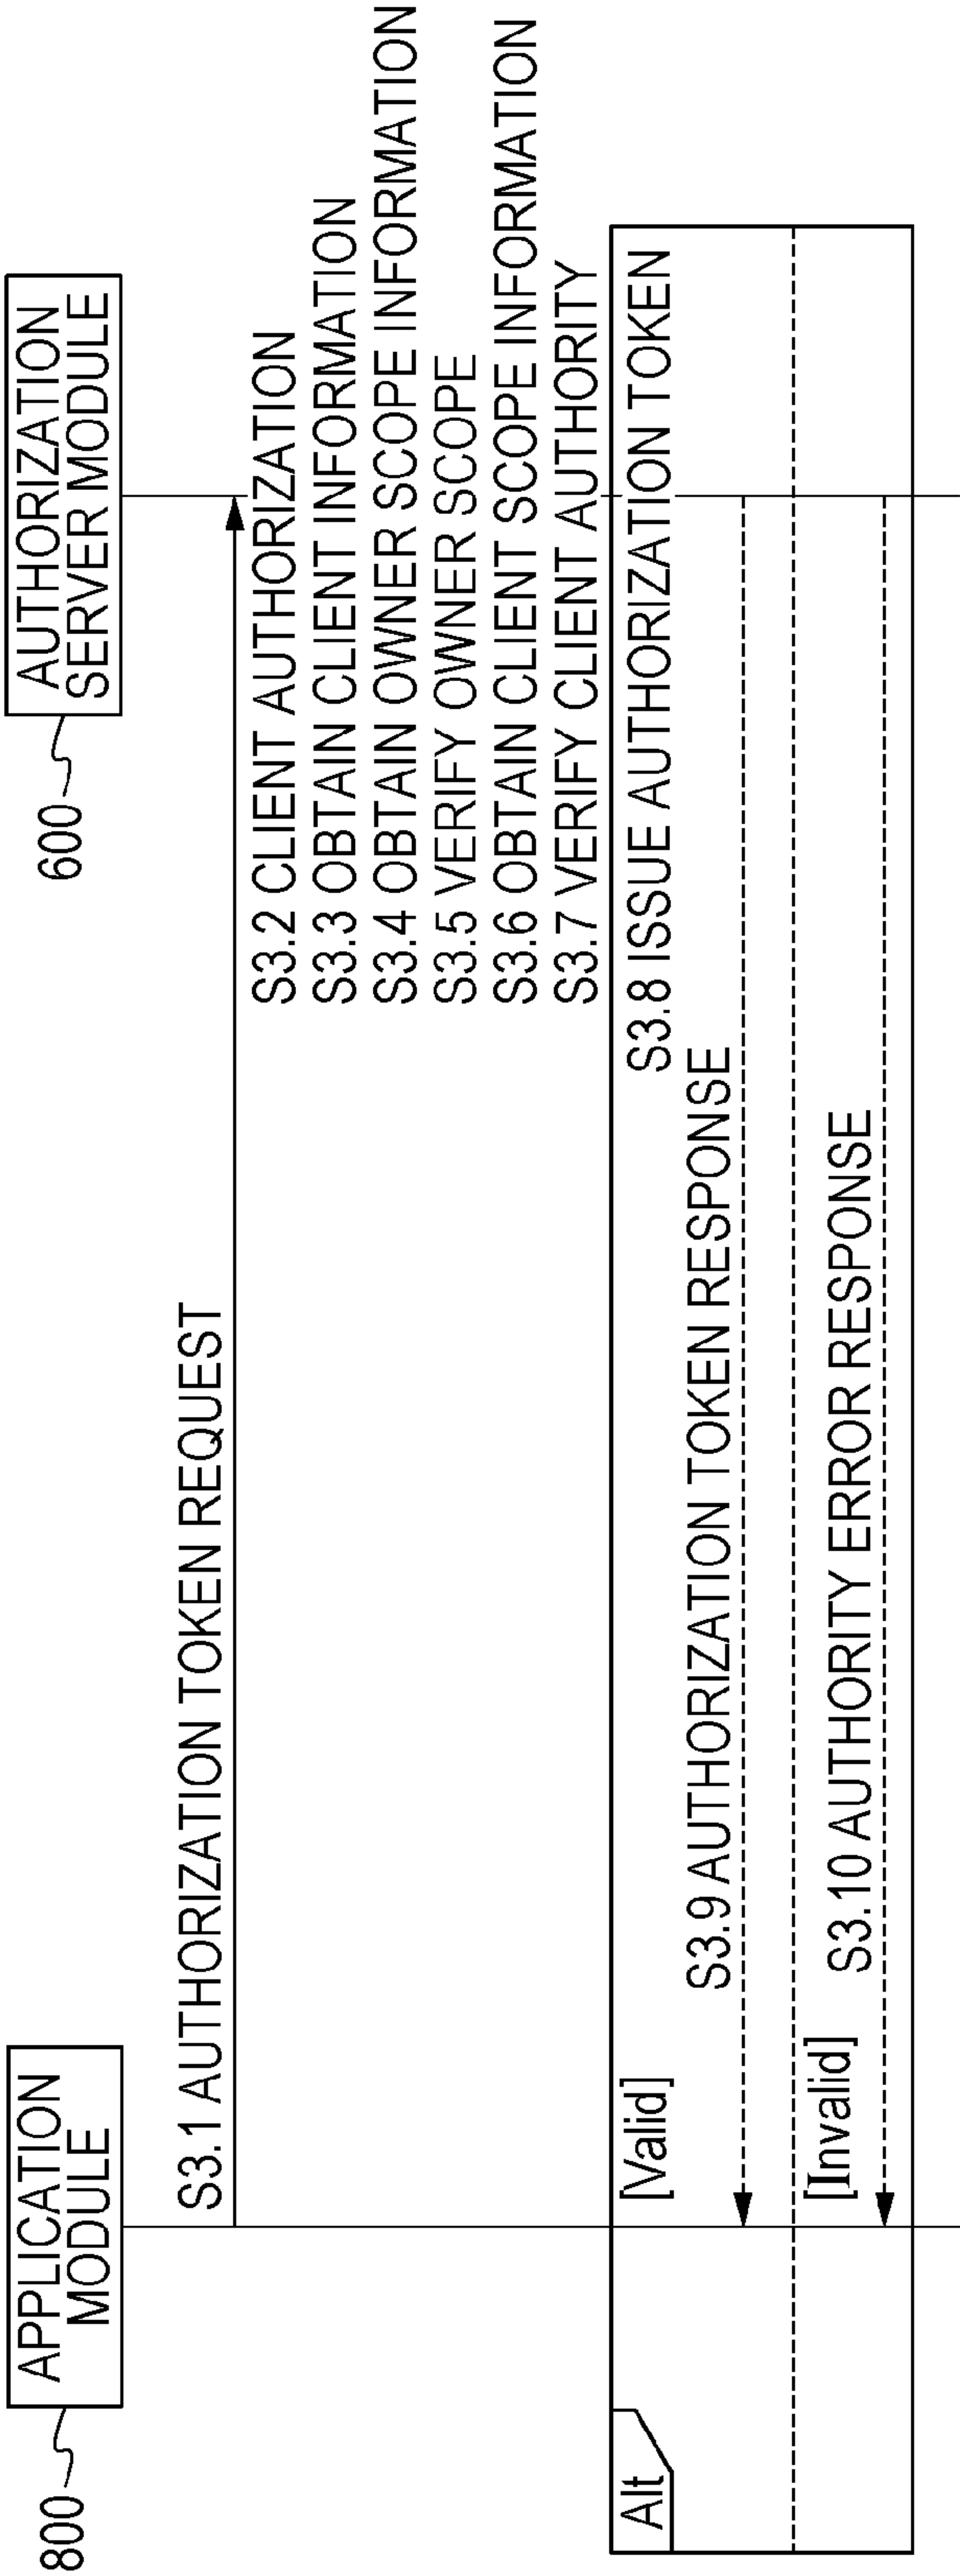 800
APPLICATION
MODULE
600
AUTHORIZATION
SERVER MODULE
S3.1 AUTHORIZATION TOKEN REQUEST
S3.2 CLIENT AUTHORIZATION
S3.3 OBTAIN CLIENT INFORMATION
S3.4 OBTAIN OWNER SCOPE INFORMATION
S3.5 VERIFY OWNER SCOPE
S3.6 OBTAIN CLIENT SCOPE INFORMATION
S3.7 VERIFY CLIENT AUTHORITY
Alt
[Valid]
S3.8 ISSUE AUTHORIZATION TOKEN
S3.9 AUTHORIZATION TOKEN RESPONSE
[Invalid]
S3.10 AUTHORITY ERROR RESPONSE